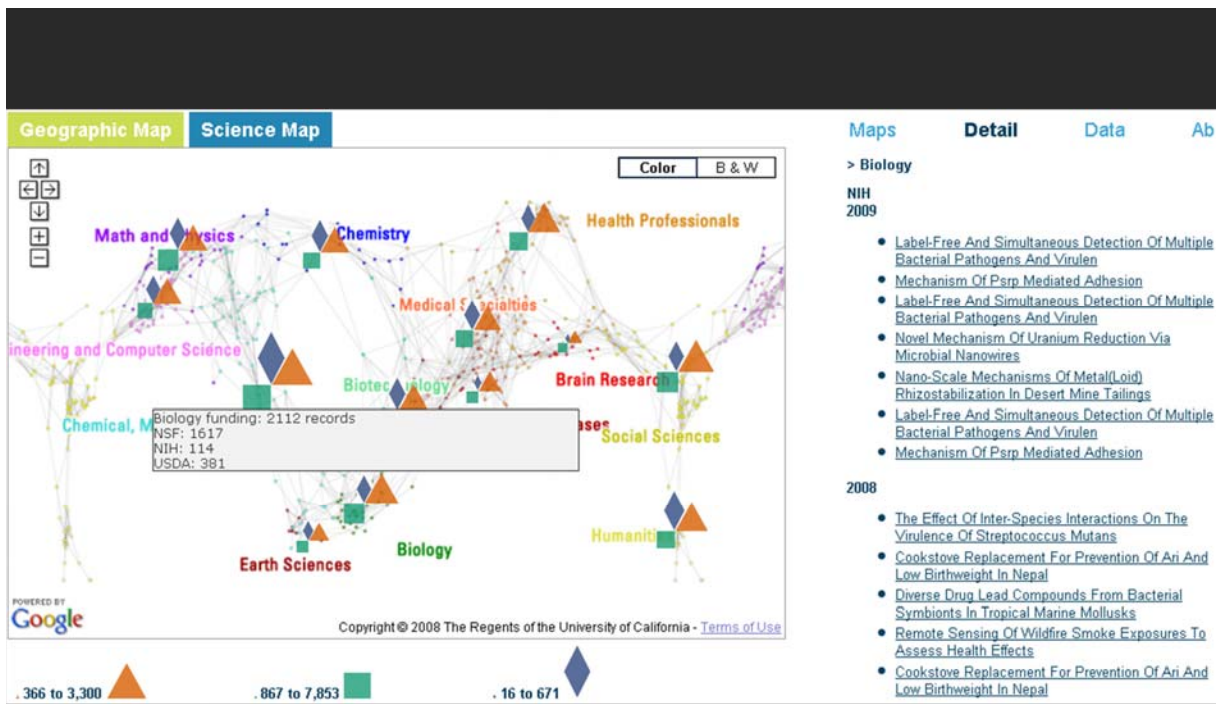 Geographic Map
Science Map
Maps
Detail
Data
Ab
Color
B & W
> Biology
NIH
2009
Label-Free And Simultaneous Detection Of Multiple
Bacterial Pathogens And Virulen
Mechanism Of Psrp Mediated Adhesion
Label-Free And Simultaneous Detection Of Multiple
Bacterial Pathogens And Virulen
Novel Mechanism Of Uranium Reduction Via
Microbial Nanowires
Nano-Scale Mechanisms Of Metal(Loid)
Rhizostabilization In Desert Mine Tailings
Label-Free And Simultaneous Detection Of Multiple
Bacterial Pathogens And Virulen
Mechanism Of Psrp Mediated Adhesion
2008
The Effect Of Inter-Species Interactions On The
Virulence Of Streptococcus Mutans
Cookstove Replacement For Prevention Of Ari And
Low Birthweight In Nepal
Diverse Drug Lead Compounds From Bacterial
Symbionts In Tropical Marine Mollusks
Remote Sensing Of Wildfire Smoke Exposures To
Assess Health Effects
Cookstove Replacement For Prevention Of Ari And
Low Birthweight In Nepal
Health Professionals
Math and Physics
Chemistry
Medical Specialties
ineering and Computer Science
Brain Research
Biotechnology
Chemical, M
ases
Social Sciences
Biology funding: 2112 records
NSF: 1617
NIH: 114
USDA: 381
Humanities
Biology
Earth Sciences
POWERED BY
Google
Copyright © 2008 The Regents of the University of California - Terms of Use
. 366 to 3,300
. 867 to 7,853
. 16 to 671